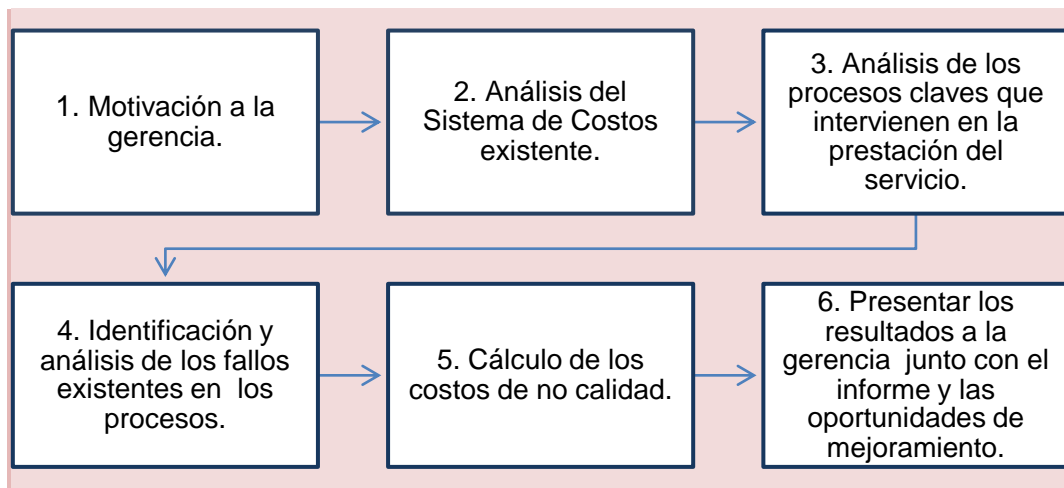 1. Motivación a la
gerencia.
2. Análisis del
Sistema de Costos
existente.
3. Análisis de los
procesos claves que
intervienen en la
prestación del
servicio.
4. Identificación y
análisis de los fallos
existentes en los
procesos.
5. Cálculo de los
costos de no calidad.
6. Presentar los
resultados a la
gerencia junto con el
informe y las
oportunidades de
mejoramiento.